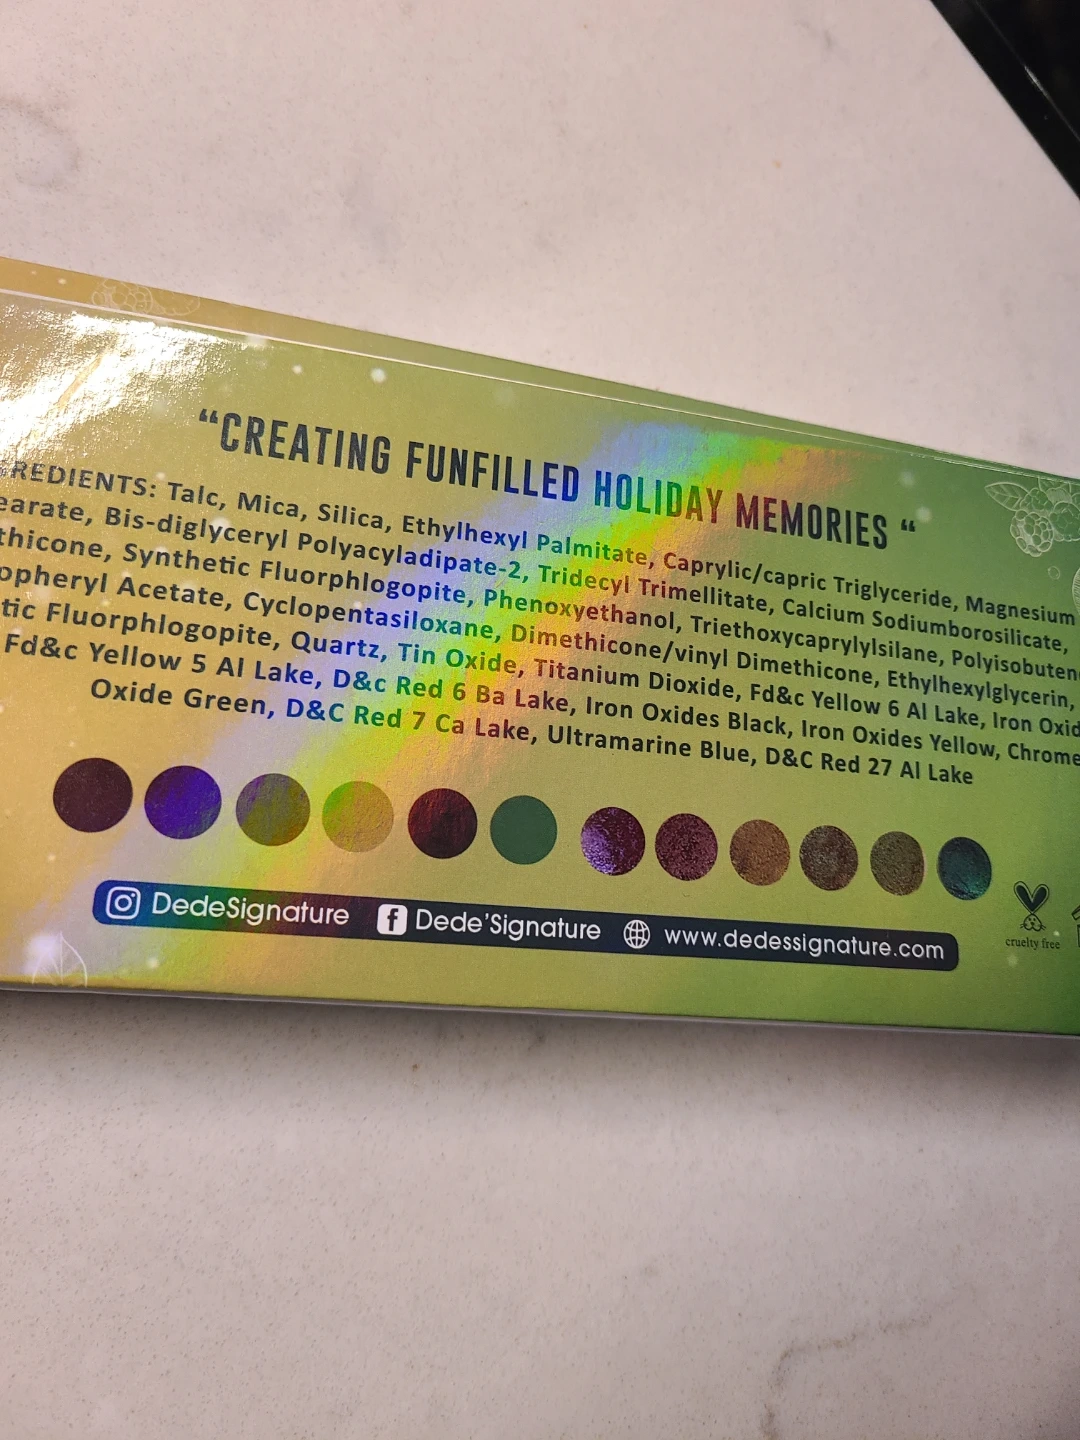 “CREATING FUNFILLED HOLIDAY MEMORIES “
REDIENTS: Talc, Mica, Silica, Ethylhexyl Palmitate, Caprylic/capric Triglyceride, Magnesium
earate, Bis-diglyceryl Polyacyladipate-2, Tridecyl Trimellitate, Calcium Sodiumborosilicate,
thicone, Synthetic Fluorphlogopite, Phenoxyethanol, Triethoxycaprylylsilane, Polyisobuten
opheryl Acetate, Cyclopentasiloxane, Dimethicone/vinyl Dimethicone, Ethylhexylglycerin,
tic Fluorphlogopite, Quartz, Tin Oxide, Titanium Dioxide, Fd&c Yellow 6 Al Lake, Iron Oxid
Fd&c Yellow 5 Al Lake, D&c Red 6 Ba Lake, Iron Oxides Black, Iron Oxides Yellow, Chrome
Oxide Green, D&C Red 7 Ca Lake, Ultramarine Blue, D&C Red 27 Al Lake
DedeSignature Dede'Signature www.dedessignature.com
cruelty free